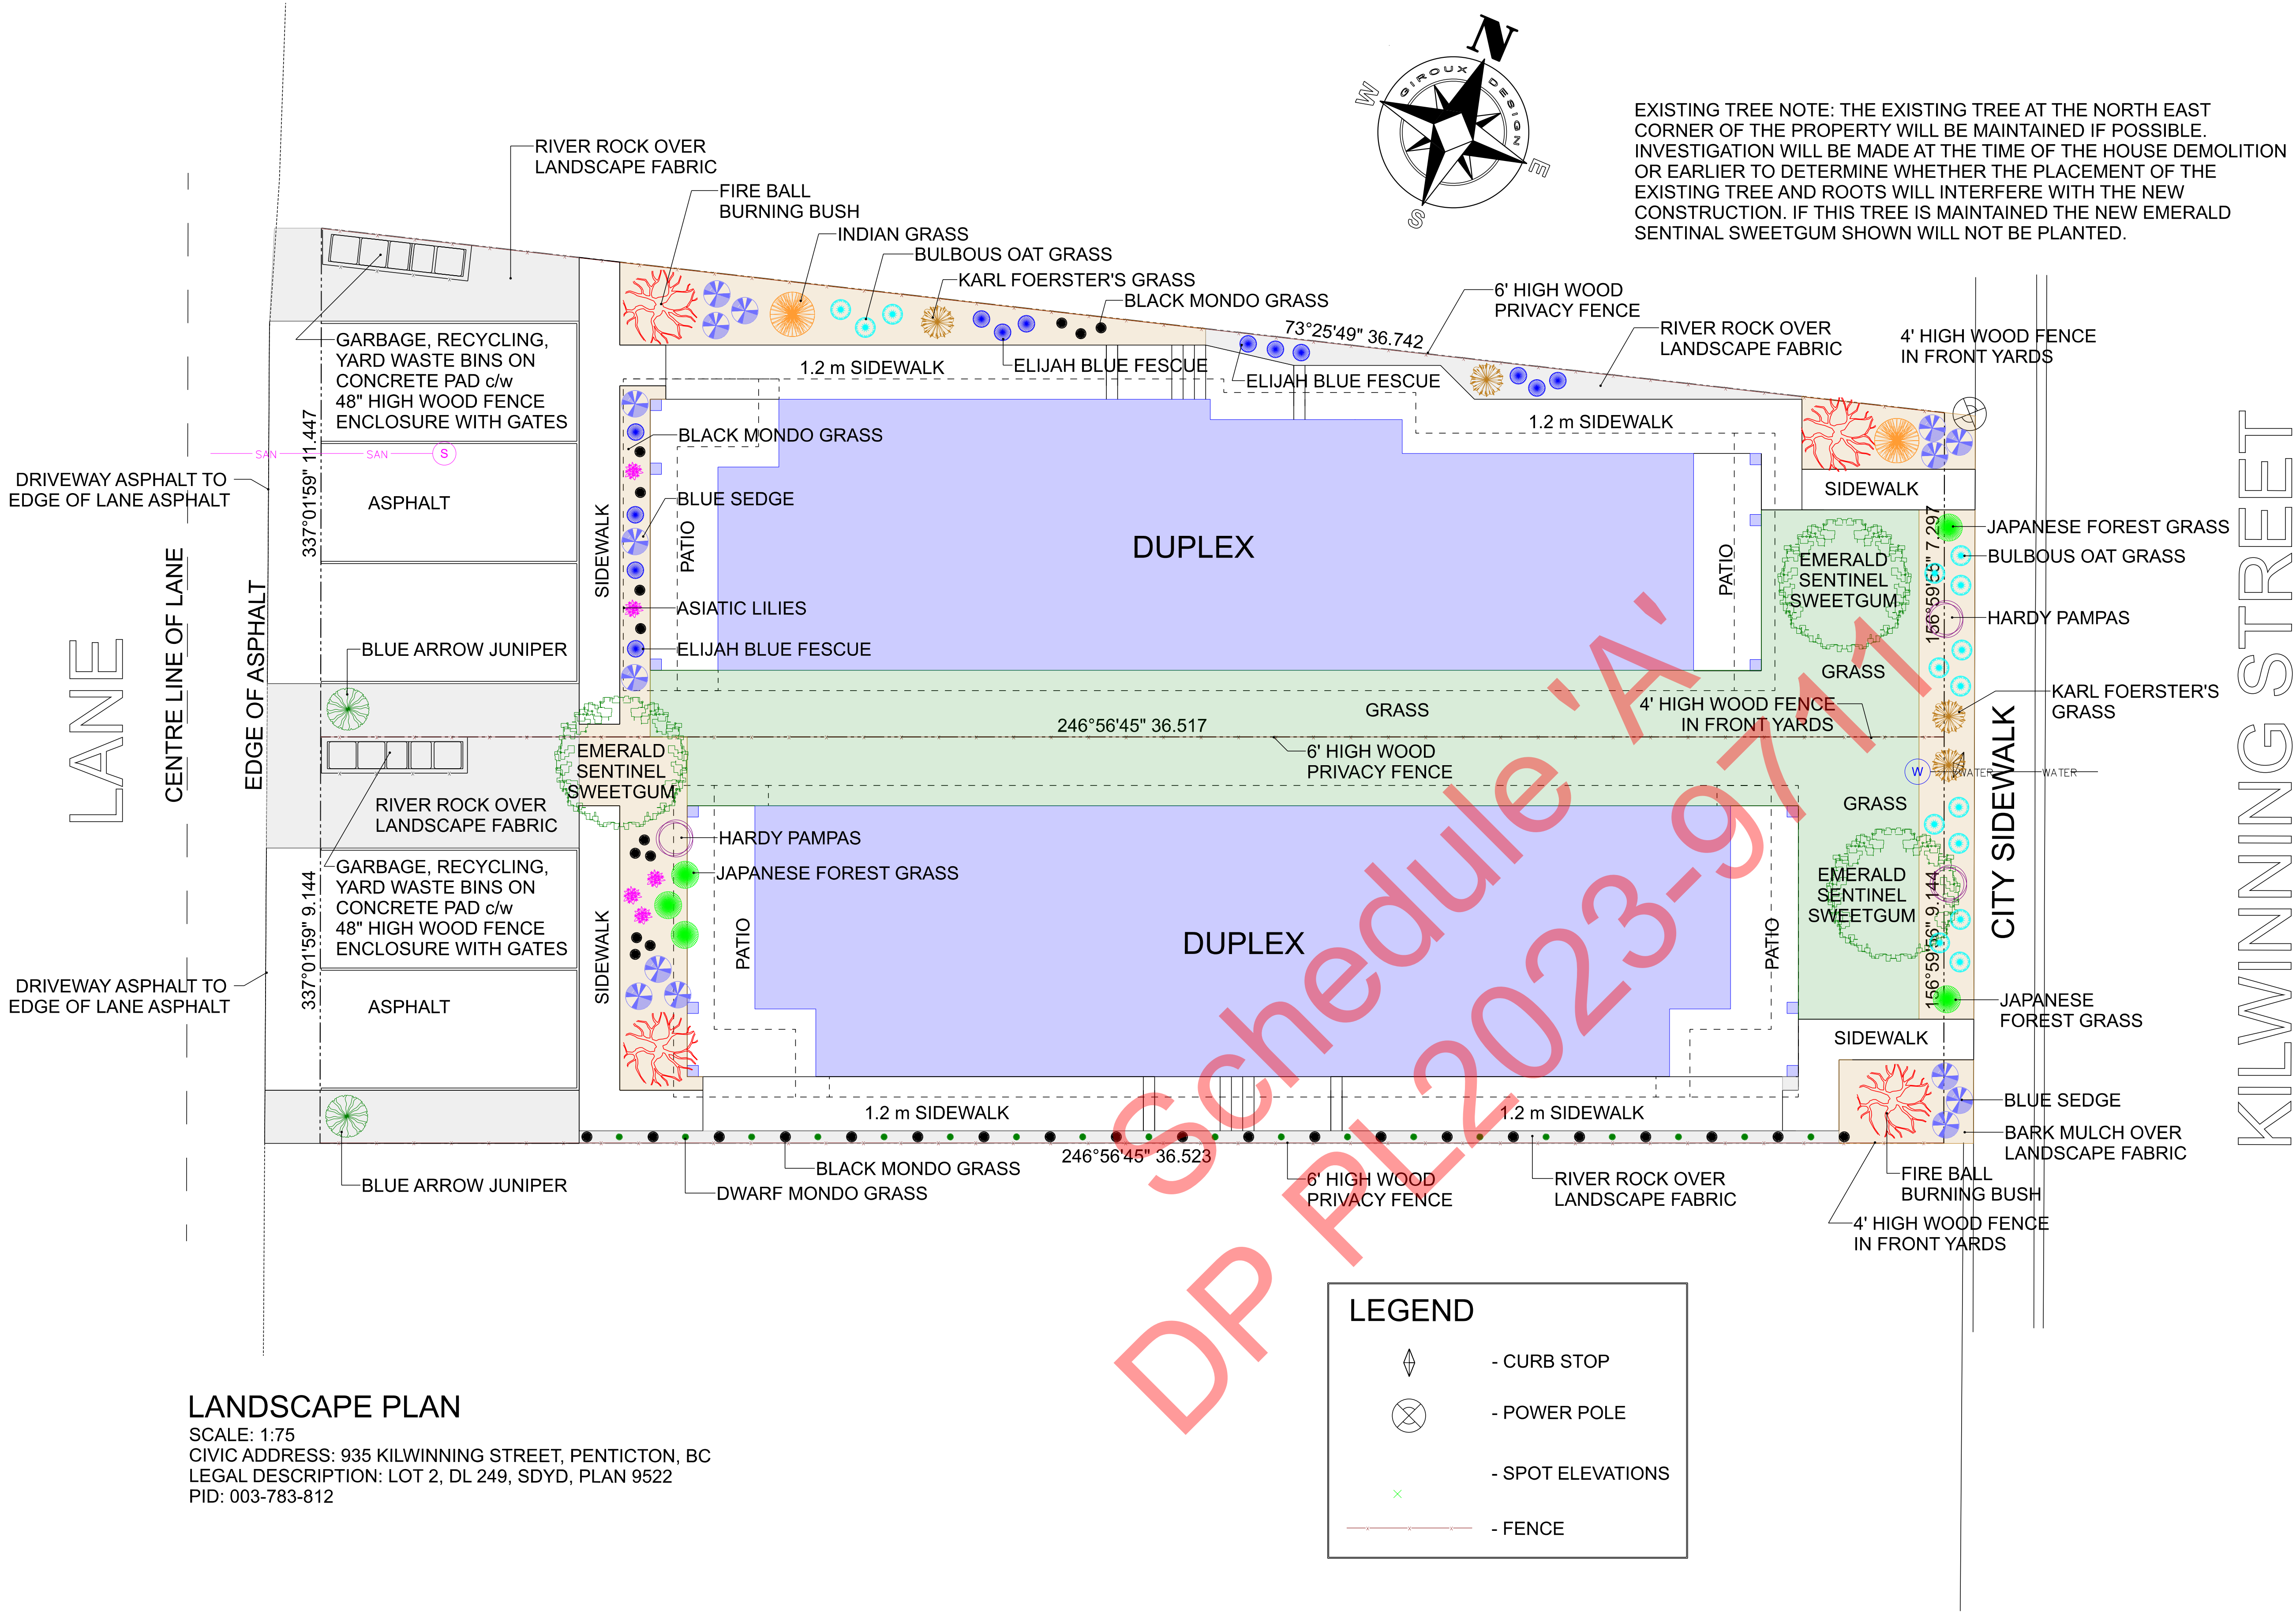 N
W
E
S
GIROUX DESIGN
EXISTING TREE NOTE: THE EXISTING TREE AT THE NORTH EAST
CORNER OF THE PROPERTY WILL BE MAINTAINED IF POSSIBLE.
INVESTIGATION WILL BE MADE AT THE TIME OF THE HOUSE DEMOLITION
OR EARLIER TO DETERMINE WHETHER THE PLACEMENT OF THE
EXISTING TREE AND ROOTS WILL INTERFERE WITH THE NEW
CONSTRUCTION. IF THIS TREE IS MAINTAINED THE NEW EMERALD
SENTINAL SWEETGUM SHOWN WILL NOT BE PLANTED.
RIVER ROCK OVER
LANDSCAPE FABRIC
FIRE BALL
BURNING BUSH
INDIAN GRASS
BULBOUS OAT GRASS
KARL FOERSTER'S GRASS
BLACK MONDO GRASS
6' HIGH WOOD
PRIVACY FENCE
73°25'49" 36.742
RIVER ROCK OVER
LANDSCAPE FABRIC
4' HIGH WOOD FENCE
IN FRONT YARDS
GARBAGE, RECYCLING,
YARD WASTE BINS ON
CONCRETE PAD c/w
48" HIGH WOOD FENCE
ENCLOSURE WITH GATES
1.2 m SIDEWALK
ELIJAH BLUE FESCUE
ELIJAH BLUE FESCUE
1.2 m SIDEWALK
337°01'59" 11.447
BLACK MONDO GRASS
SAN
SAN
S
DRIVEWAY ASPHALT TO
EDGE OF LANE ASPHALT
ASPHALT
BLUE SEDGE
SIDEWALK
PATIO
DUPLEX
PATIO
SIDEWALK
EMERALD
SENTINEL
SWEETGUM
156°59'56" 7.297
JAPANESE FOREST GRASS
BULBOUS OAT GRASS
HARDY PAMPAS
ASIATIC LILIES
BLUE ARROW JUNIPER
ELIJAH BLUE FESCUE
GRASS
KARL FOERSTER'S
GRASS
LANE
CENTRE LINE OF LANE
EDGE OF ASPHALT
GRASS
4' HIGH WOOD FENCE
IN FRONT YARDS
246°56'45" 36.517
6' HIGH WOOD
PRIVACY FENCE
EMERALD
SENTINEL
SWEETGUM
W
WATER
WATER
CITY SIDEWALK
KILWINNING STREET
RIVER ROCK OVER
LANDSCAPE FABRIC
GRASS
HARDY PAMPAS
JAPANESE FOREST GRASS
GARBAGE, RECYCLING,
YARD WASTE BINS ON
CONCRETE PAD c/w
48" HIGH WOOD FENCE
ENCLOSURE WITH GATES
337°01'59" 9.144
SIDEWALK
PATIO
DUPLEX
PATIO
EMERALD
SENTINEL
SWEETGUM
156°59'56" 9.144
DRIVEWAY ASPHALT TO
EDGE OF LANE ASPHALT
ASPHALT
JAPANESE
FOREST GRASS
SIDEWALK
1.2 m SIDEWALK
1.2 m SIDEWALK
BLUE SEDGE
BARK MULCH OVER
LANDSCAPE FABRIC
246°56'45" 36.523
BLACK MONDO GRASS
DWARF MONDO GRASS
BLUE ARROW JUNIPER
6' HIGH WOOD
PRIVACY FENCE
RIVER ROCK OVER
LANDSCAPE FABRIC
FIRE BALL
BURNING BUSH
4' HIGH WOOD FENCE
IN FRONT YARDS
Schedule 'A'
DP PL2023-9711
LEGEND
- CURB STOP
- POWER POLE
- SPOT ELEVATIONS
- FENCE
LANDSCAPE PLAN
SCALE: 1:75
CIVIC ADDRESS: 935 KILWINNING STREET, PENTICTON, BC
LEGAL DESCRIPTION: LOT 2, DL 249, SDYD, PLAN 9522
PID: 003-783-812